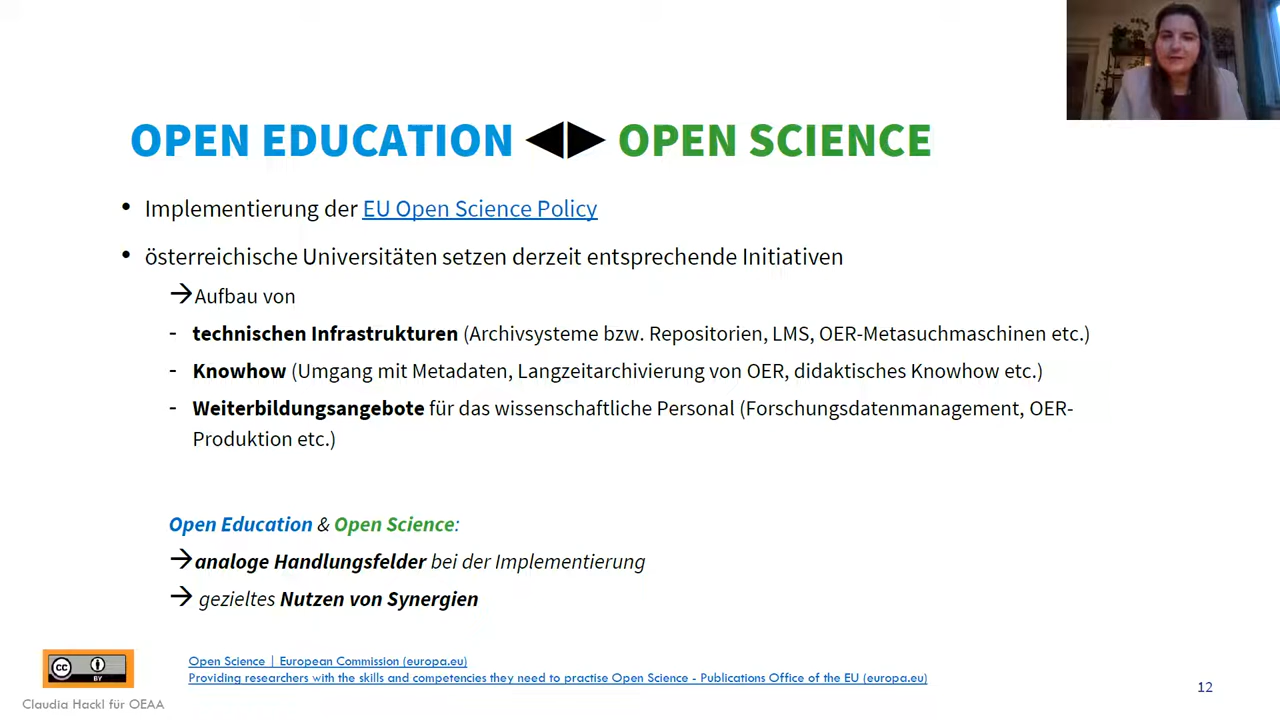 OPEN EDUCATION ◀▶ OPEN SCIENCE
• Implementierung der EU Open Science Policy
• österreichische Universitäten setzen derzeit entsprechende Initiativen
→Aufbau von
- technischen Infrastrukturen (Archivsysteme bzw. Repositorien, LMS, OER-Metasuchmaschinen etc.)
- Knowhow (Umgang mit Metadaten, Langzeitarchivierung von OER, didaktisches Knowhow etc.)
- Weiterbildungsangebote für das wissenschaftliche Personal (Forschungsdatenmanagement, OER-
Produktion etc.)
Open Education & Open Science:
→analoge Handlungsfelder bei der Implementierung
→ gezieltes Nutzen von Synergien
cc BY
Open Science | European Commission (europa.eu)
Providing researchers with the skills and competencies they need to practise Open Science - Publications Office of the EU (europa.eu)
Claudia Hackl für OEAA
12